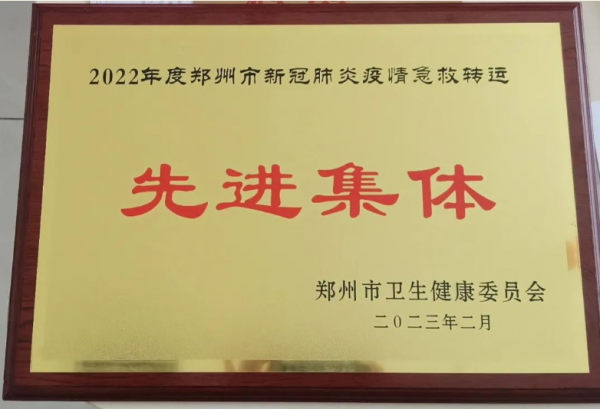 2022年度郑州市新冠肺炎疫情急救转运
先进集体
郑州市卫生健康委员会
二〇二三年二月